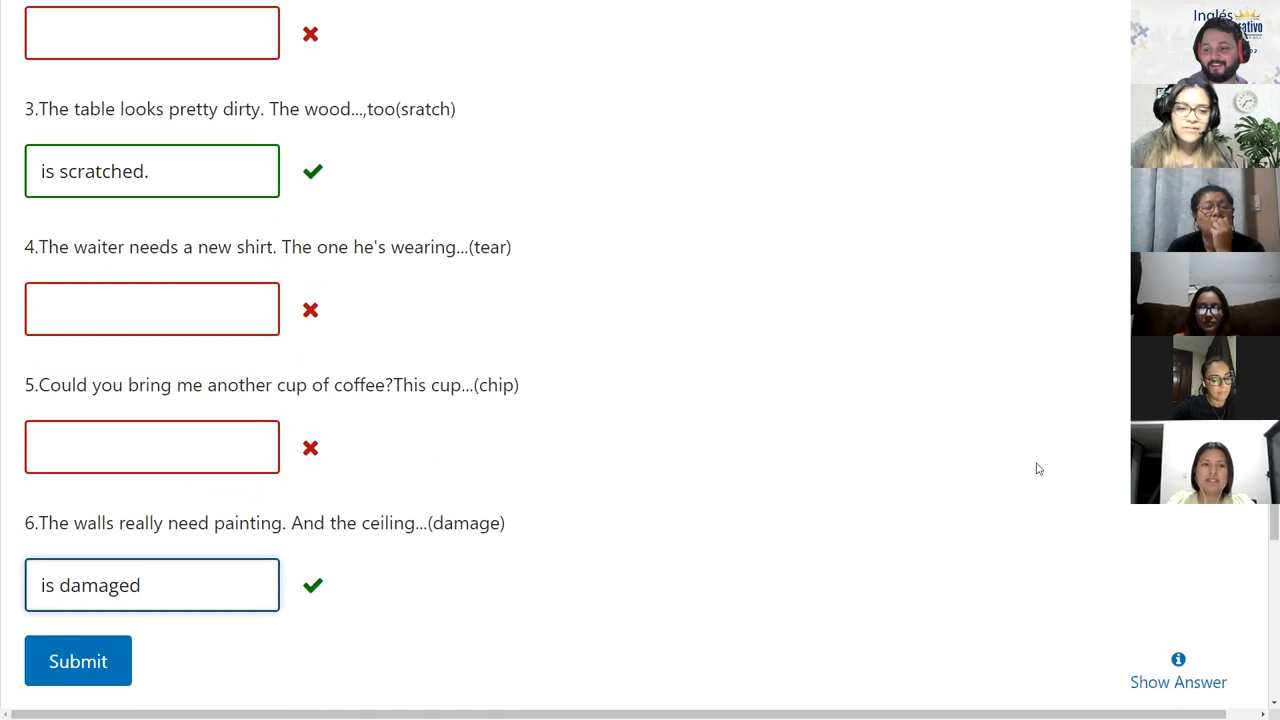 Inglés
3.The table looks pretty dirty. The wood...,too(sratch)
is scratched.
4.The waiter needs a new shirt. The one he's wearing...(tear)
5.Could you bring me another cup of coffee?This cup...(chip)
6.The walls really need painting. And the ceiling...(damage)
is damaged
Submit
Show Answer